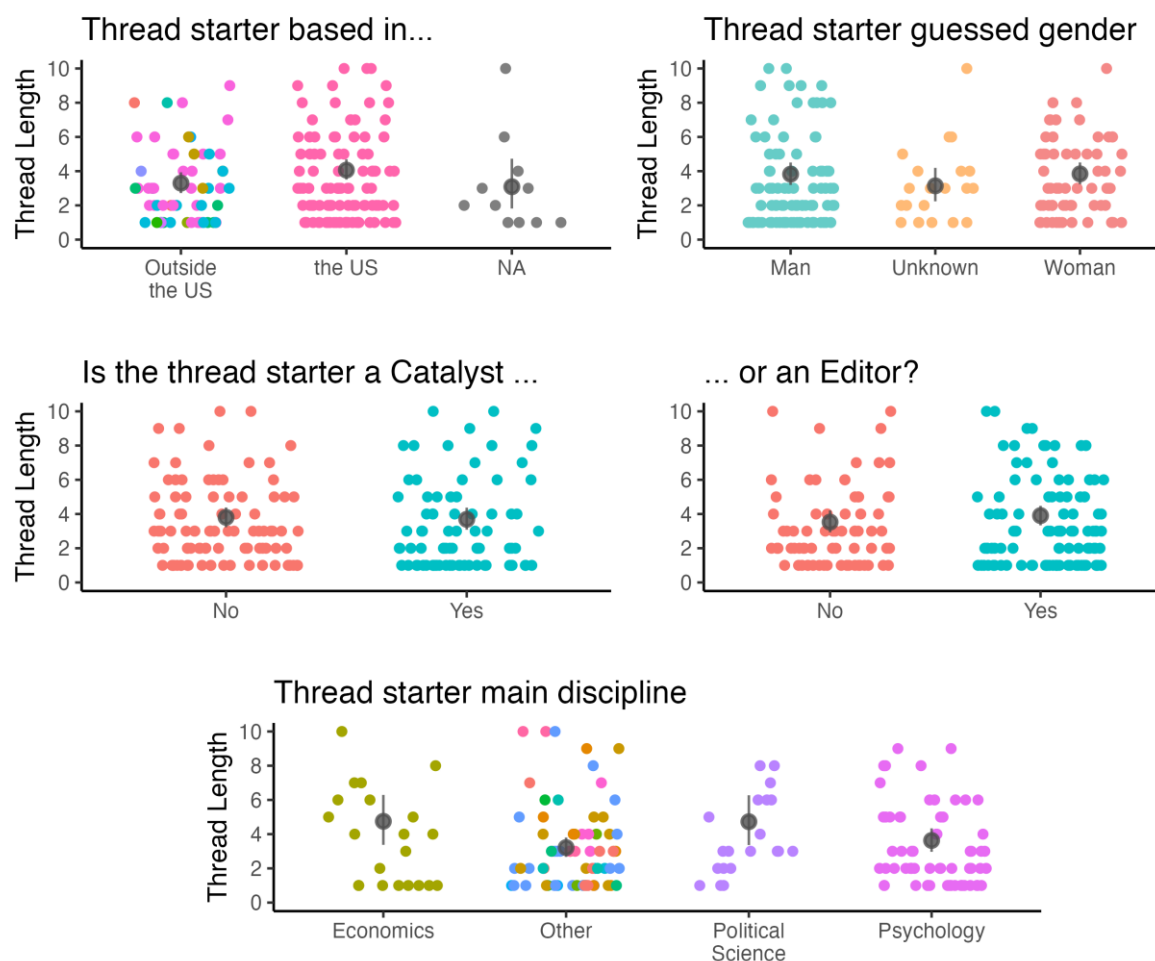 Thread starter based in...
Thread Length
10
8
6
4
2
0
Outside
the US
the US
NA
Thread starter guessed gender
Thread Length
10
8
6
4
2
0
Man
Unknown
Woman
Is the thread starter a Catalyst ...
Thread Length
10
8
6
4
2
0
No
Yes
... or an Editor?
Thread Length
10
8
6
4
2
0
No
Yes
Thread starter main discipline
Thread Length
10
8
6
4
2
0
Economics
Other
Political
Science
Psychology